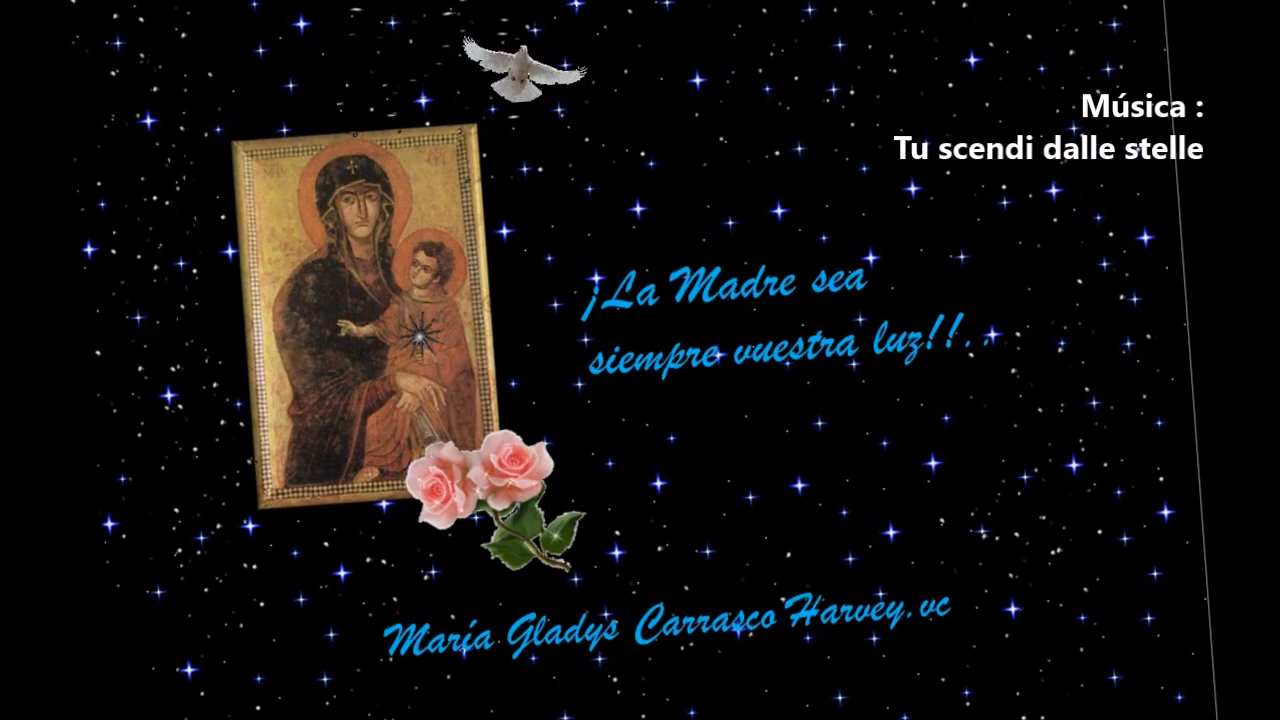 Música :
Tu scendi dalle stelle
¡La Madre sea
siempre vuestra luz!!. .
María Gladys Carrasco Harvey.vc